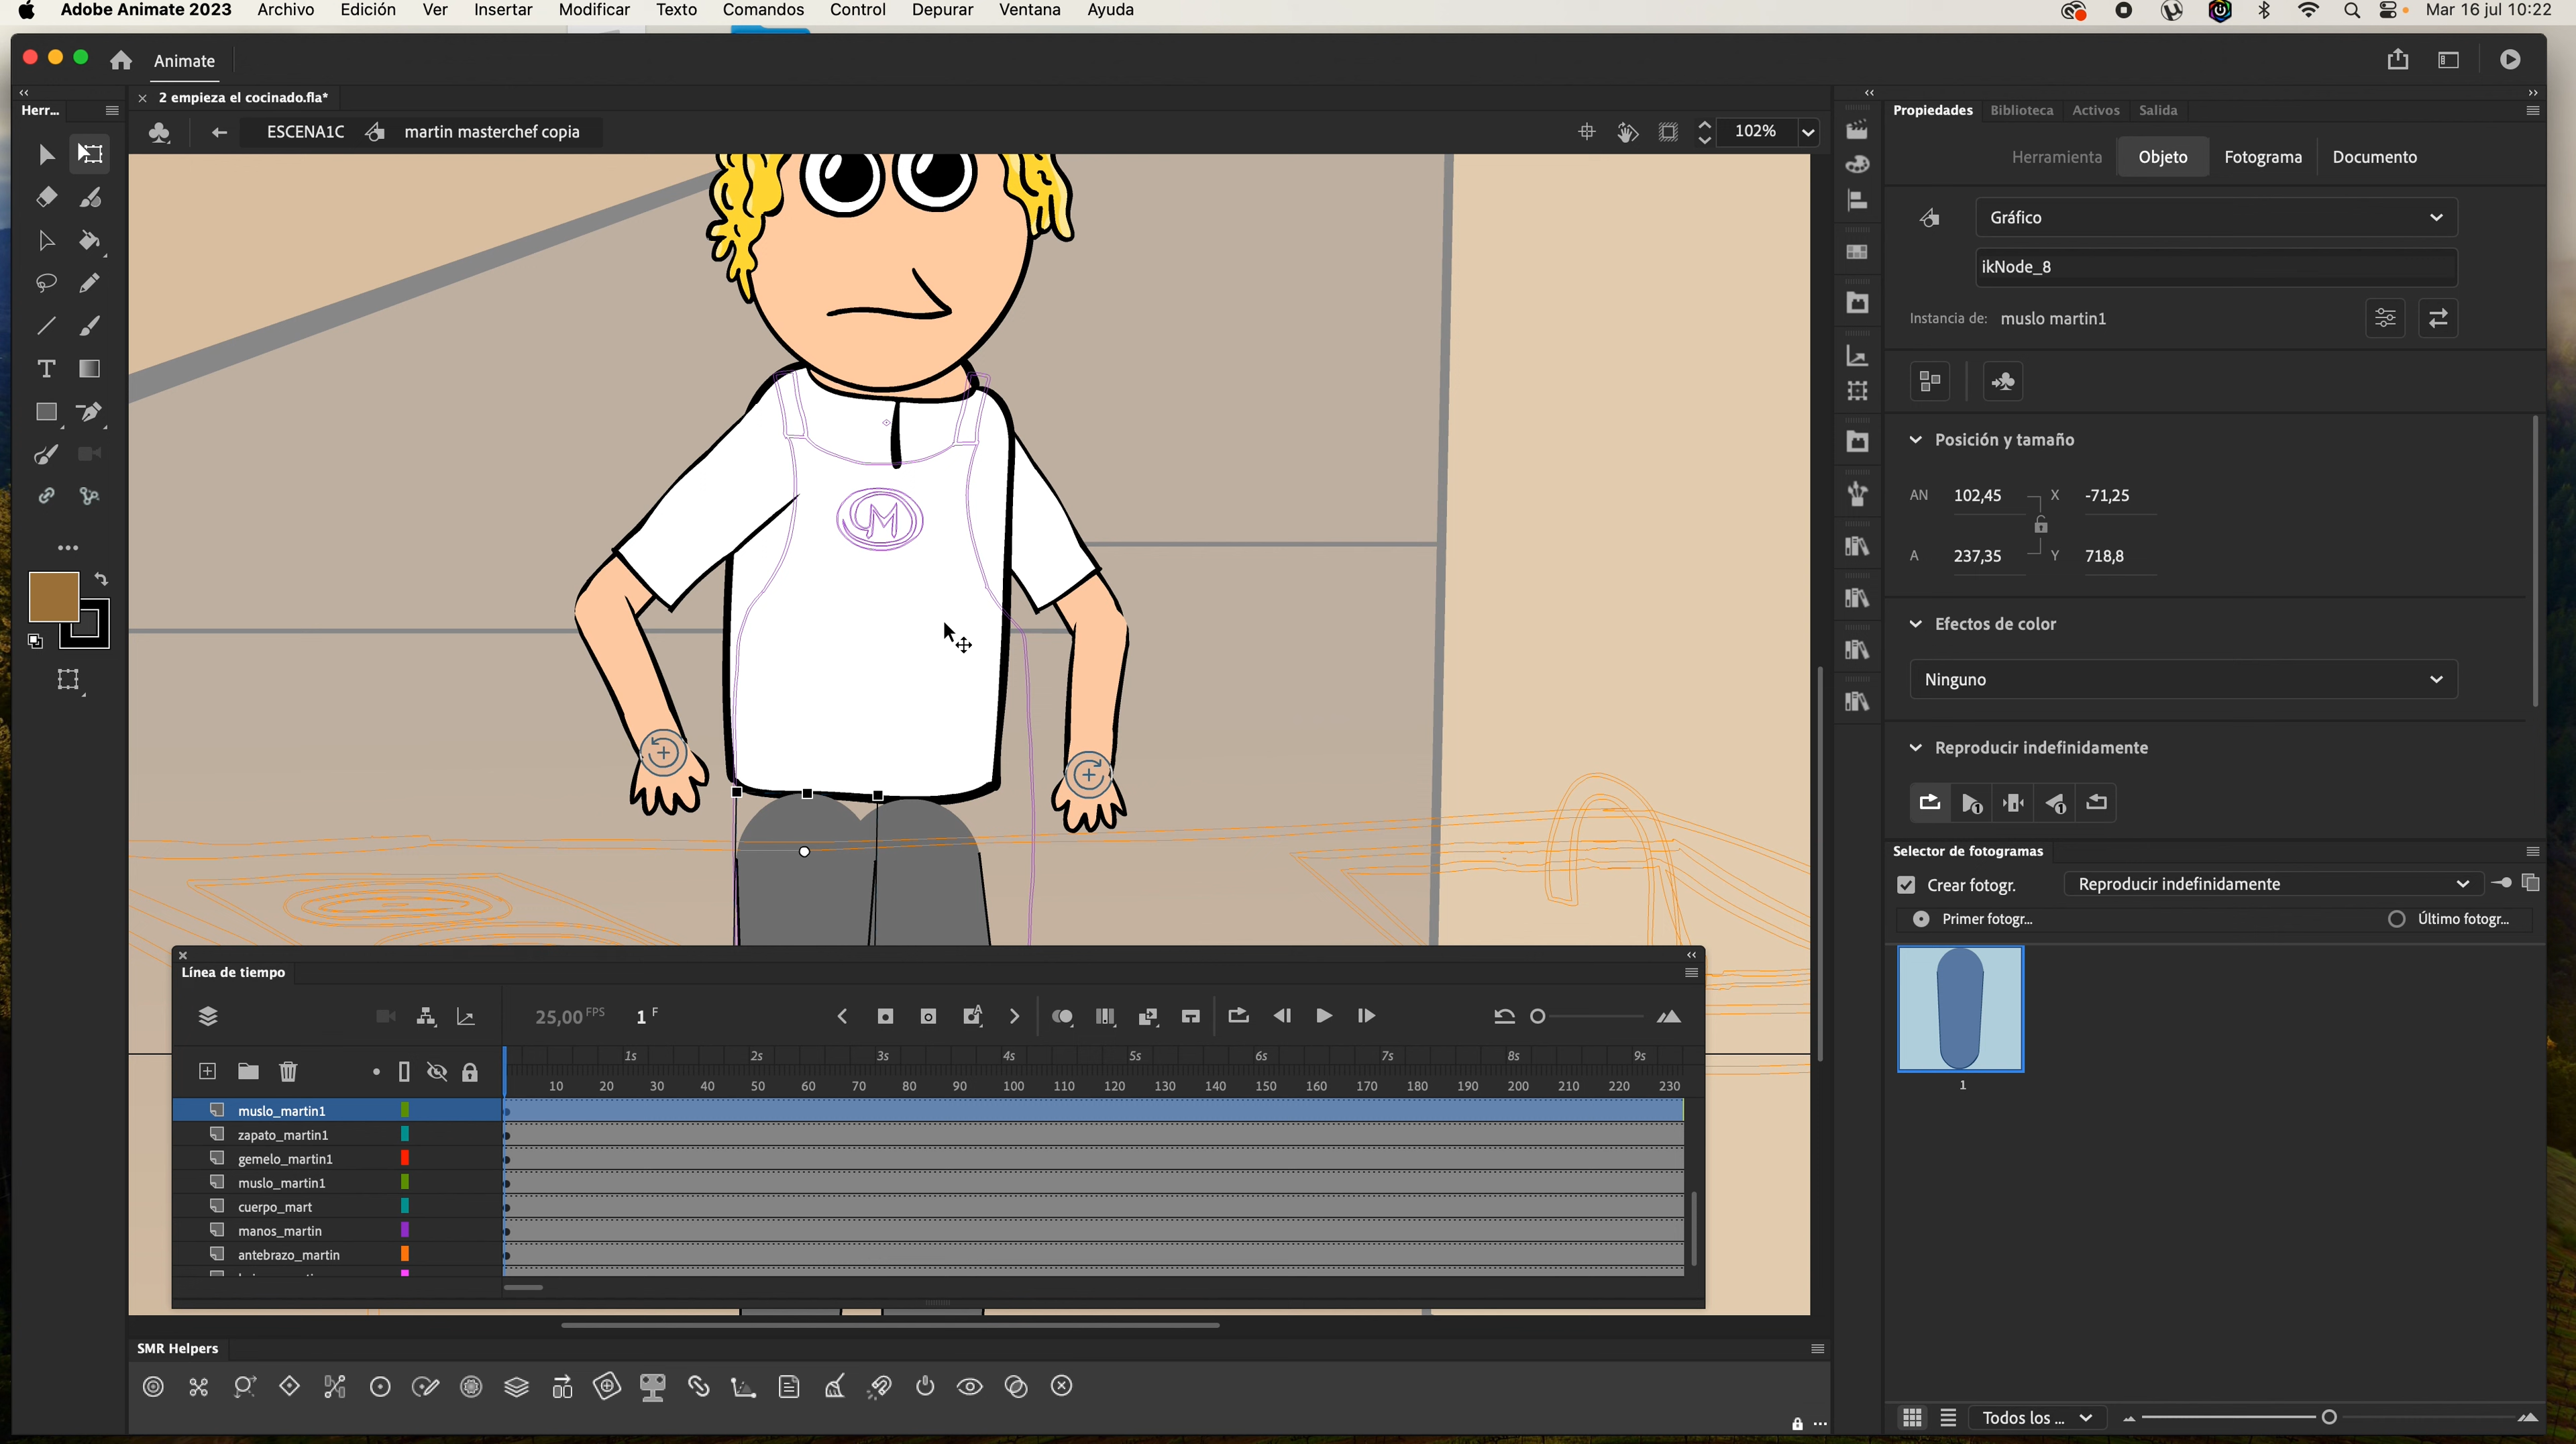 Adobe Animate 2023 Archivo Edición Ver Insertar Modificar Texto Comandos Control Depurar Ventana Ayuda Mar 16 jul 10:22
Animate
Herr...
2 empieza el cocinado.fla*
Propiedades Biblioteca Activos Salida
ESCENA1C martin masterchef copia 102%
Herramienta Objeto Fotograma Documento
Gráfico
ikNode_8
Instancia de: muslo martin1
Posición y tamaño
AN 102,45 X -71,25
A 237,35 Y 718,8
Efectos de color
Ninguno
Reproducir indefinidamente
M
Selector de fotogramas
Crear fotogr. Reproducir indefinidamente
Primer fotogr... Último fotogr...
1
Línea de tiempo
25,00 FPS 1 F
1s 2s 3s 4s 5s 6s 7s 8s 9s
10 20 30 40 50 60 70 80 90 100 110 120 130 140 150 160 170 180 190 200 210 220 230
muslo_martin1
zapato_martin1
gemelo_martin1
muslo_martin1
cuerpo_mart
manos_martin
antebrazo_martin
SMR Helpers
Todos los ...